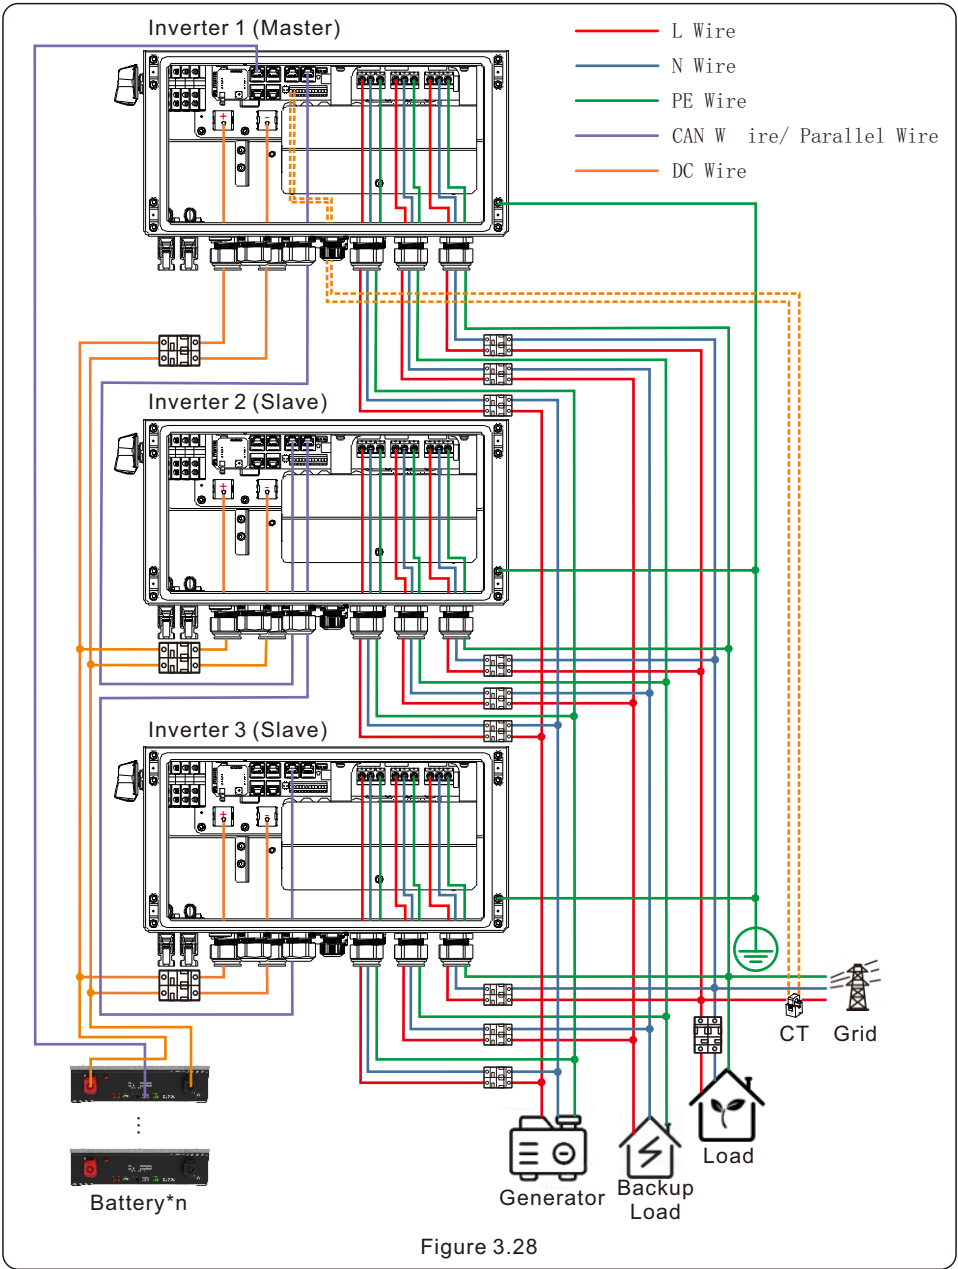 Inverter 1 (Master)
L Wire
N Wire
PE Wire
CAN W ire/ Parallel Wire
DC Wire
+
-
Inverter 2 (Slave)
+
-
Inverter 3 (Slave)
+
-
CT
Grid
Load
Generator
Backup
Load
Battery*n
Figure 3.28